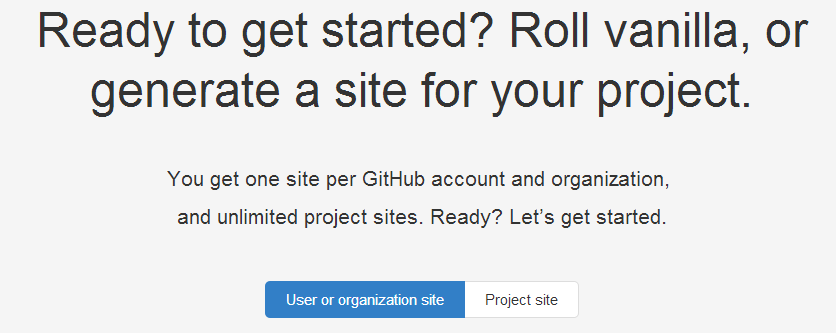 Ready to get started? Roll vanilla, or
generate a site for your project.
You get one site per GitHub account and organization,
and unlimited project sites. Ready? Let’s get started.
User or organization site
Project site